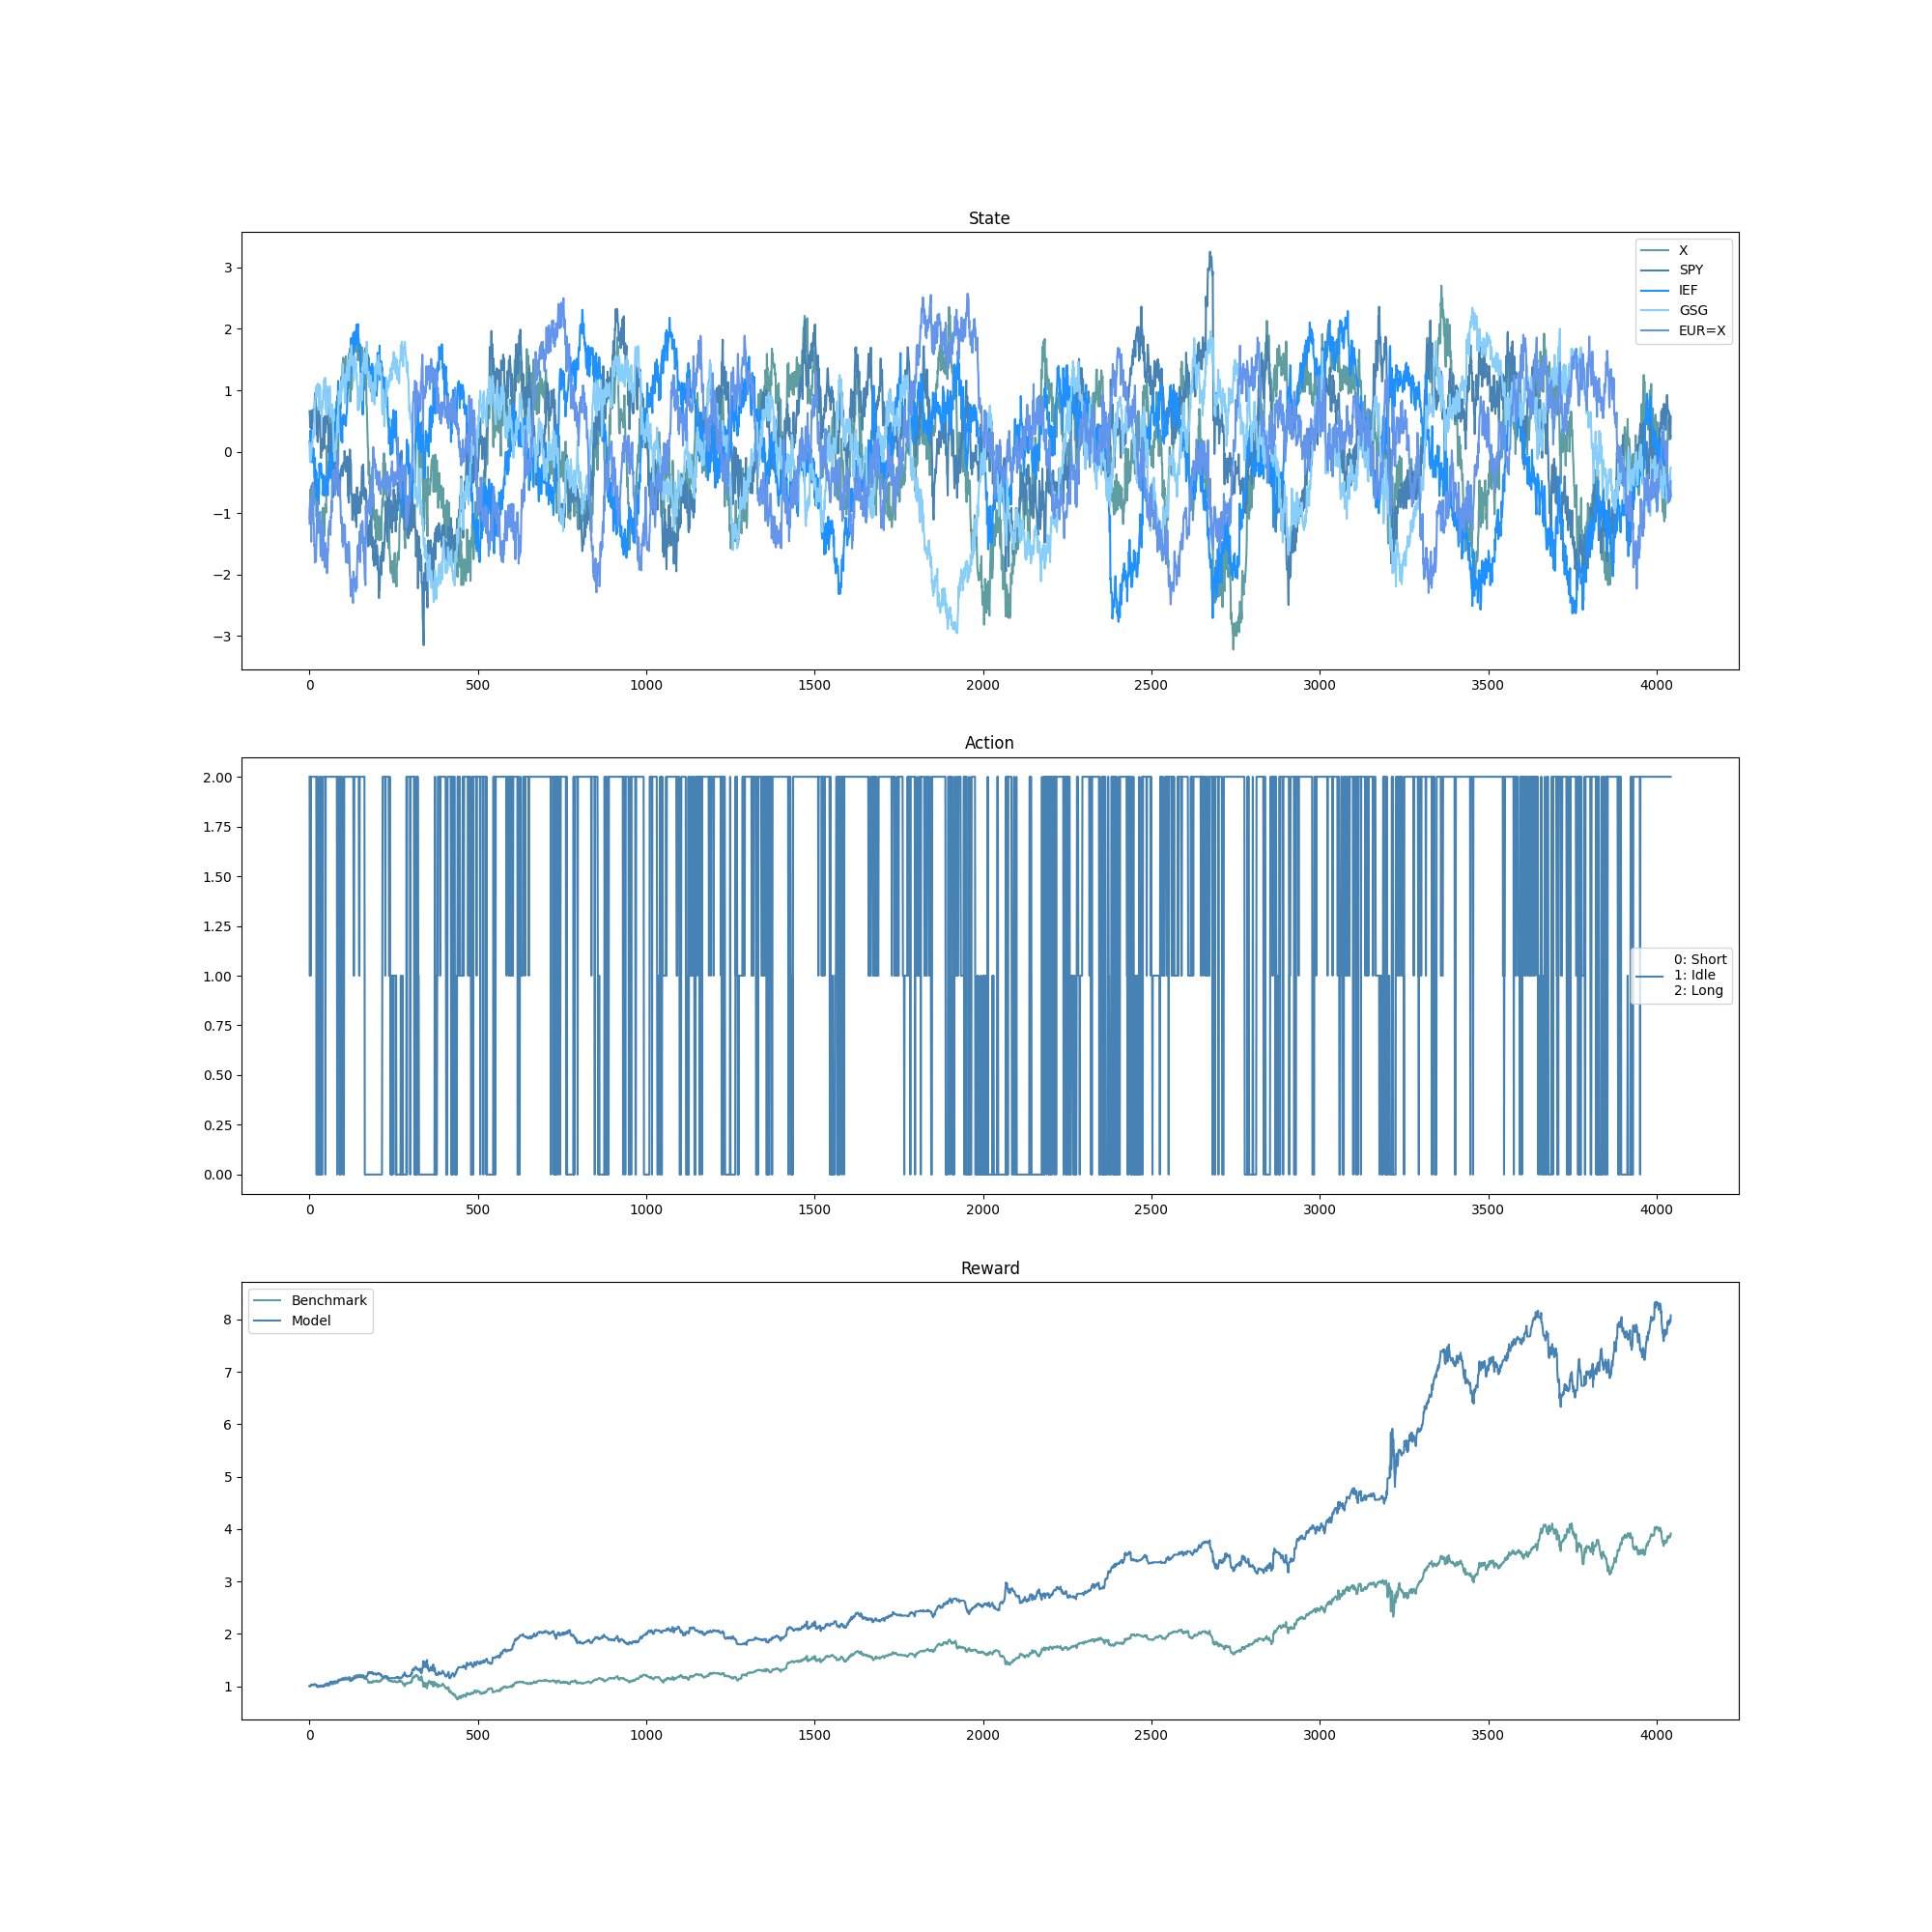 State
3
2
1
0
−1
−2
−3
X
SPY
IEF
GSG
EUR=X
0 500 1000 1500 2000 2500 3000 3500 4000
Action
2.00
1.75
1.50
1.25
1.00
0.75
0.50
0.25
0.00
0: Short
1: Idle
2: Long
0 500 1000 1500 2000 2500 3000 3500 4000
Reward
Benchmark
Model
8
7
6
5
4
3
2
1
0 500 1000 1500 2000 2500 3000 3500 4000